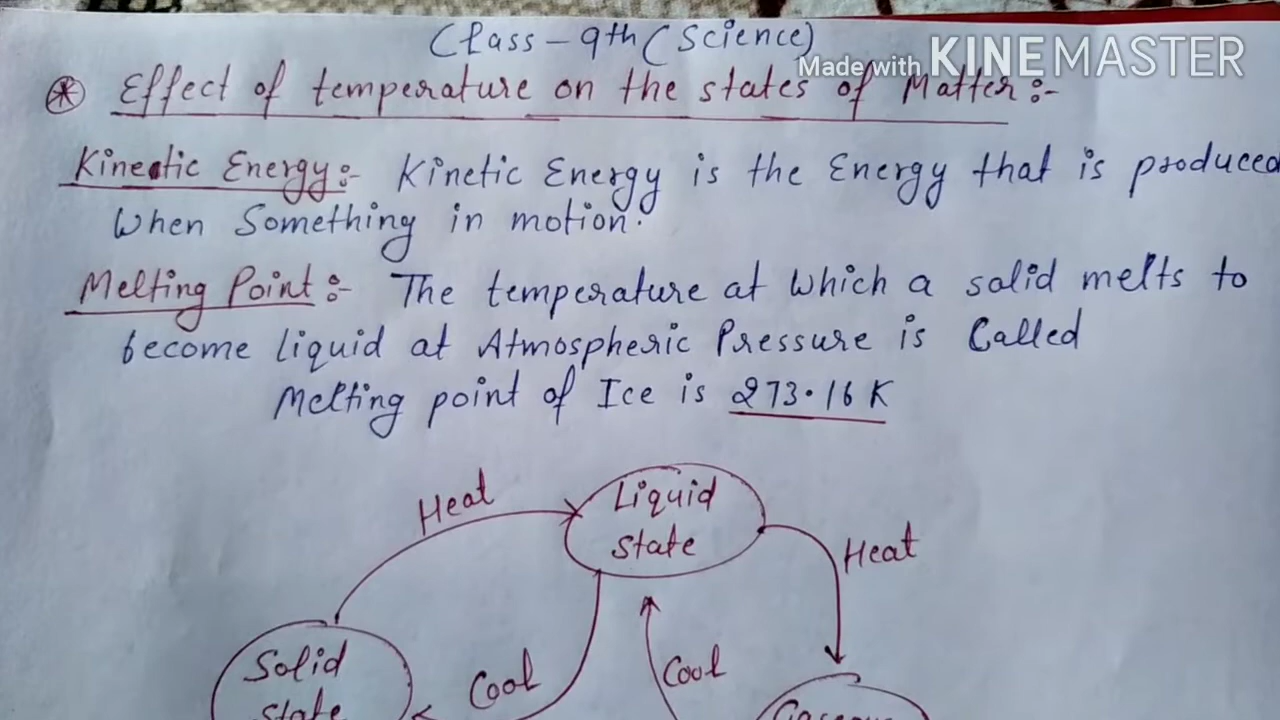 Class - 9th (Science)
Made with KINEMASTER
Effect of temperature on the states of Matter :-
Kinetic Energy :- Kinetic Energy is the Energy that is produced
When Something in motion.
Melting Point :- The temperature at which a solid melts to
become liquid at Atmospheric Pressure is Called
Melting point of Ice is 273.16 K
Heat
Liquid
State
Heat
Solid
State
Cool
Cool
Gaseous